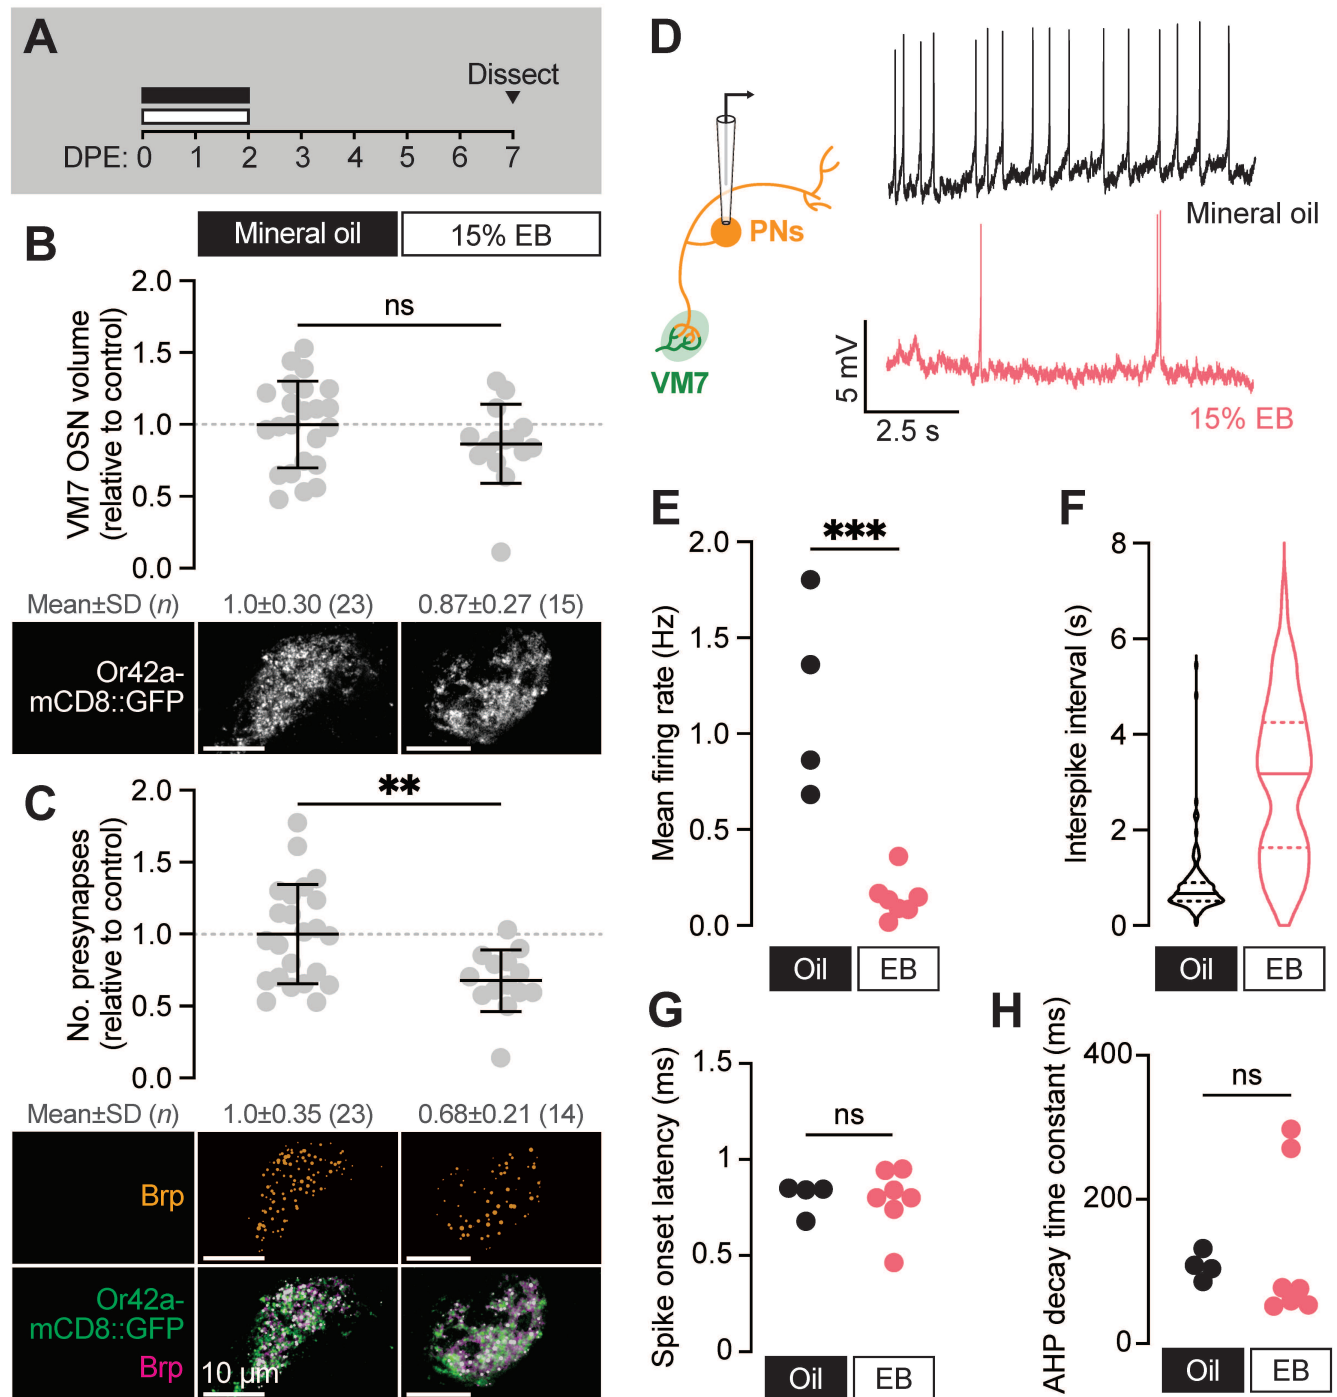 A
Dissect
DPE: 0 1 2 3 4 5 6 7
B
Mineral oil
15% EB
VM7 OSN volume
(relative to control)
2.0
1.5
1.0
0.5
0.0
ns
Mean±SD (n)
1.0±0.30 (23)
0.87±0.27 (15)
Or42a-
mCD8::GFP
C
No. presynapses
(relative to control)
2.0
1.5
1.0
0.5
0.0
**
Mean±SD (n)
1.0±0.35 (23)
0.68±0.21 (14)
Brp
Or42a-
mCD8::GFP
Brp
10 µm
D
PNs
VM7
Mineral oil
5 mV
2.5 s
15% EB
E
Mean firing rate (Hz)
2.0
1.5
1.0
0.5
0.0
***
Oil
EB
F
Interspike interval (s)
8
6
4
2
0
Oil
EB
G
Spike onset latency (ms)
1.5
1
0.5
0
ns
Oil
EB
H
AHP decay time constant (ms)
400
200
0
ns
Oil
EB